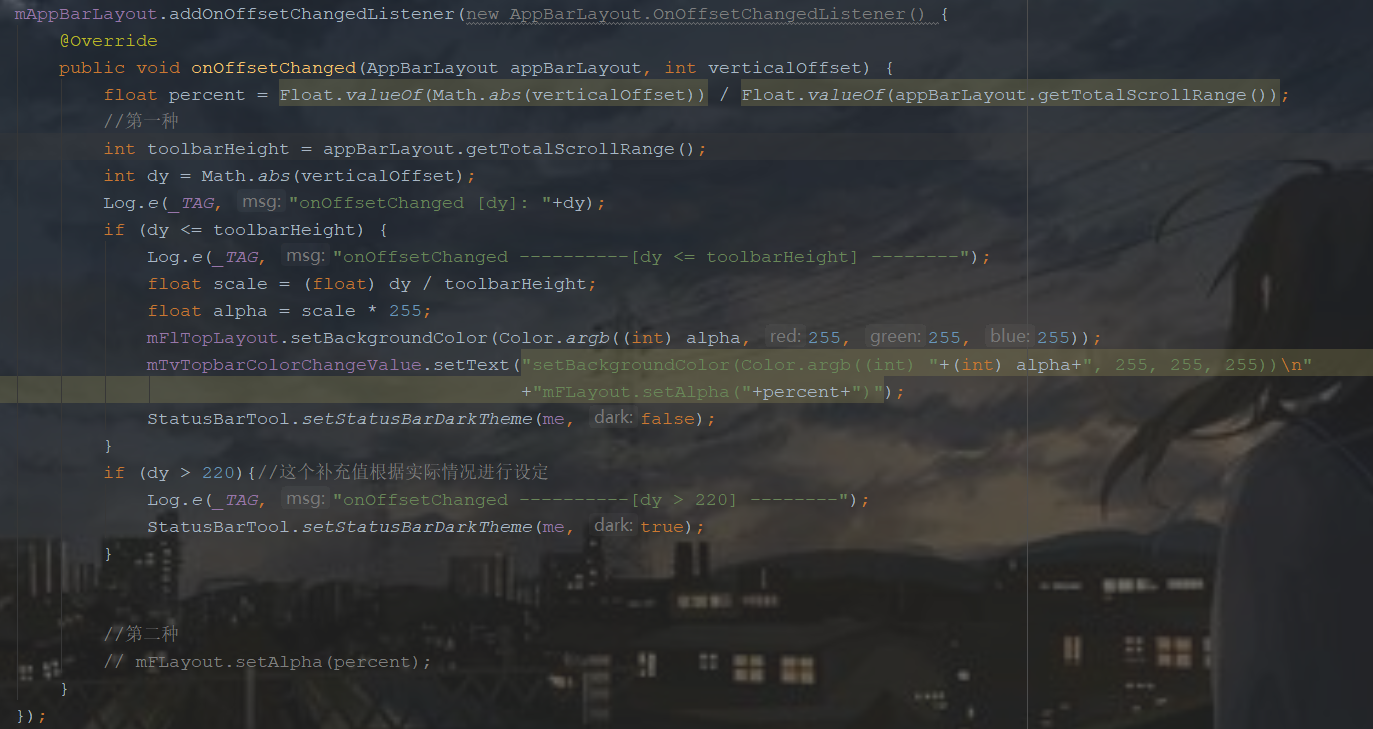 mAppBarLayout.addOnOffsetChangedListener(new AppBarLayout.OnOffsetChangedListener() {
@Override
public void onOffsetChanged(AppBarLayout appBarLayout, int verticalOffset) {
float percent = Float.valueOf(Math.abs(verticalOffset)) / Float.valueOf(appBarLayout.getTotalScrollRange());
//第一种
int toolbarHeight = appBarLayout.getTotalScrollRange();
int dy = Math.abs(verticalOffset);
Log.e(_TAG, msg: "onOffsetChanged [dy]: "+dy);
if (dy <= toolbarHeight) {
Log.e(_TAG, msg: "onOffsetChanged ----------[dy <= toolbarHeight] --------");
float scale = (float) dy / toolbarHeight;
float alpha = scale * 255;
mFlTopLayout.setBackgroundColor(Color.argb((int) alpha, red: 255, green: 255, blue: 255));
mTvTopbarColorChangeValue.setText("setBackgroundColor(Color.argb((int) "+(int) alpha+", 255, 255, 255))\n"
+"mFLayout.setAlpha("+percent+")");
StatusBarTool.setStatusBarDarkTheme(me, dark: false);
}
if (dy > 220){//这个补充值根据实际情况进行设定
Log.e(_TAG, msg: "onOffsetChanged ----------[dy > 220] --------");
StatusBarTool.setStatusBarDarkTheme(me, dark: true);
}
//第二种
// mFLayout.setAlpha(percent);
}
});